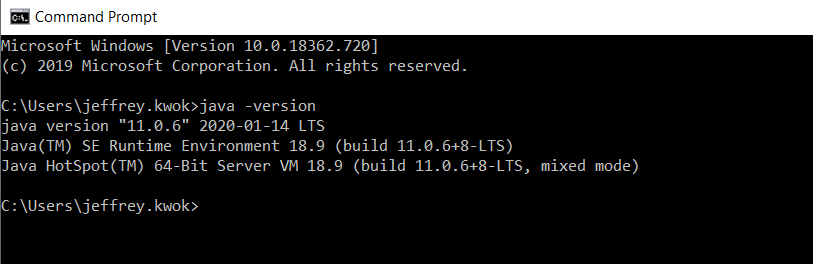 Command Prompt
Microsoft Windows [Version 10.0.18362.720]
(c) 2019 Microsoft Corporation. All rights reserved.
C:\Users\jeffrey.kwok>java -version
java version "11.0.6" 2020-01-14 LTS
Java(TM) SE Runtime Environment 18.9 (build 11.0.6+8-LTS)
Java HotSpot(TM) 64-Bit Server VM 18.9 (build 11.0.6+8-LTS, mixed mode)
C:\Users\jeffrey.kwok>